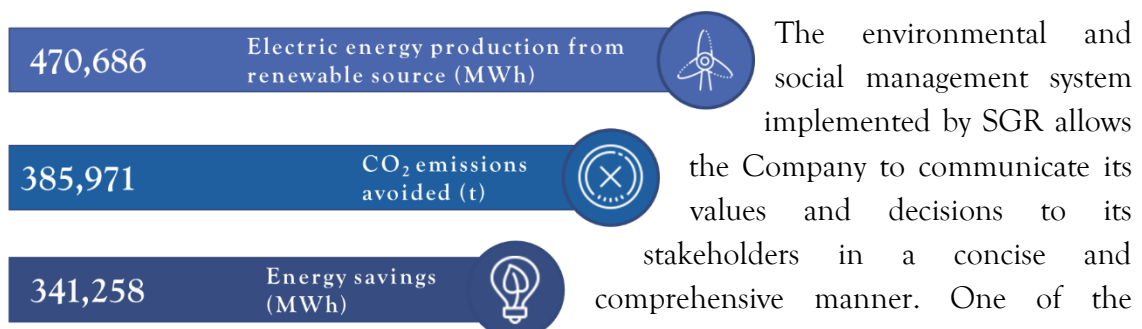 470,686
Electric energy production from
renewable source (MWh)
385,971
CO₂ emissions
avoided (t)
341,258
Energy savings
(MWh)
The environmental and
social management system
implemented by SGR allows
the Company to communicate its
values and decisions to its
stakeholders in a concise and
comprehensive manner. One of the